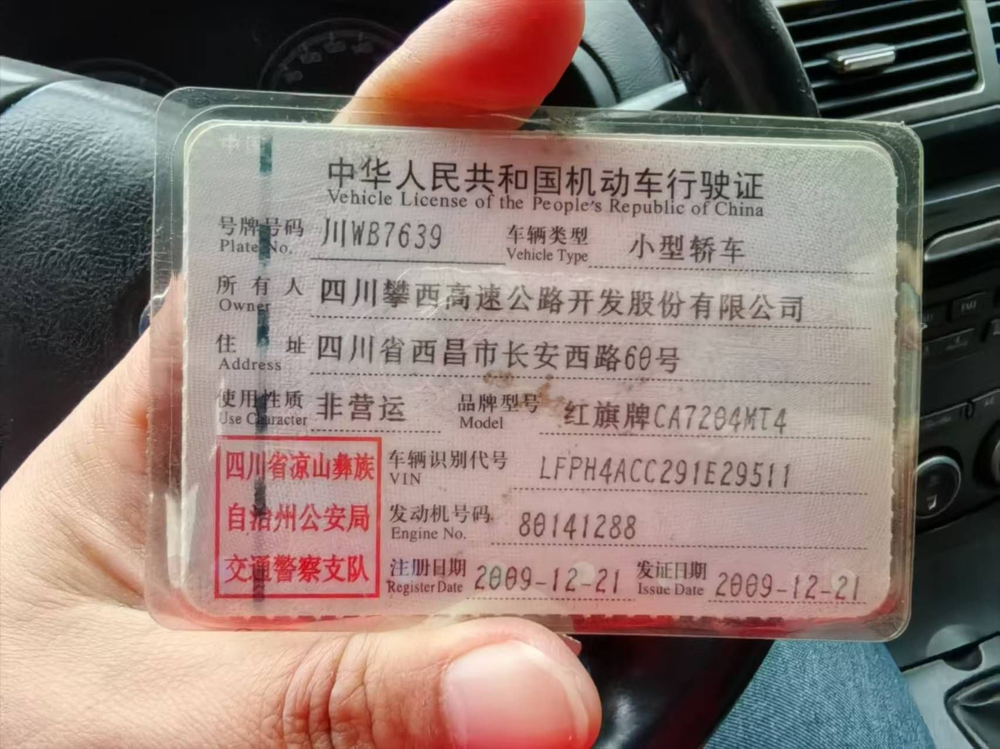 中国
中华人民共和国机动车行驶证
Vehicle License of the People's Republic of China
号牌号码 川WB7639 车辆类型 小型轿车
Plate No. Vehicle Type
所有人 四川攀西高速公路开发股份有限公司
Owner
住址 四川省西昌市长安西路60号
Address
使用性质 非营运 品牌型号 红旗牌CA7204MT4
Use Character Model
四川省凉山彝族
自治州公安局
交通警察支队
车辆识别代号 LFPH4ACC291E29511
VIN
发动机号码 80141288
Engine No.
注册日期 2009-12-21 发证日期 2009-12-21
Register Date Issue Date